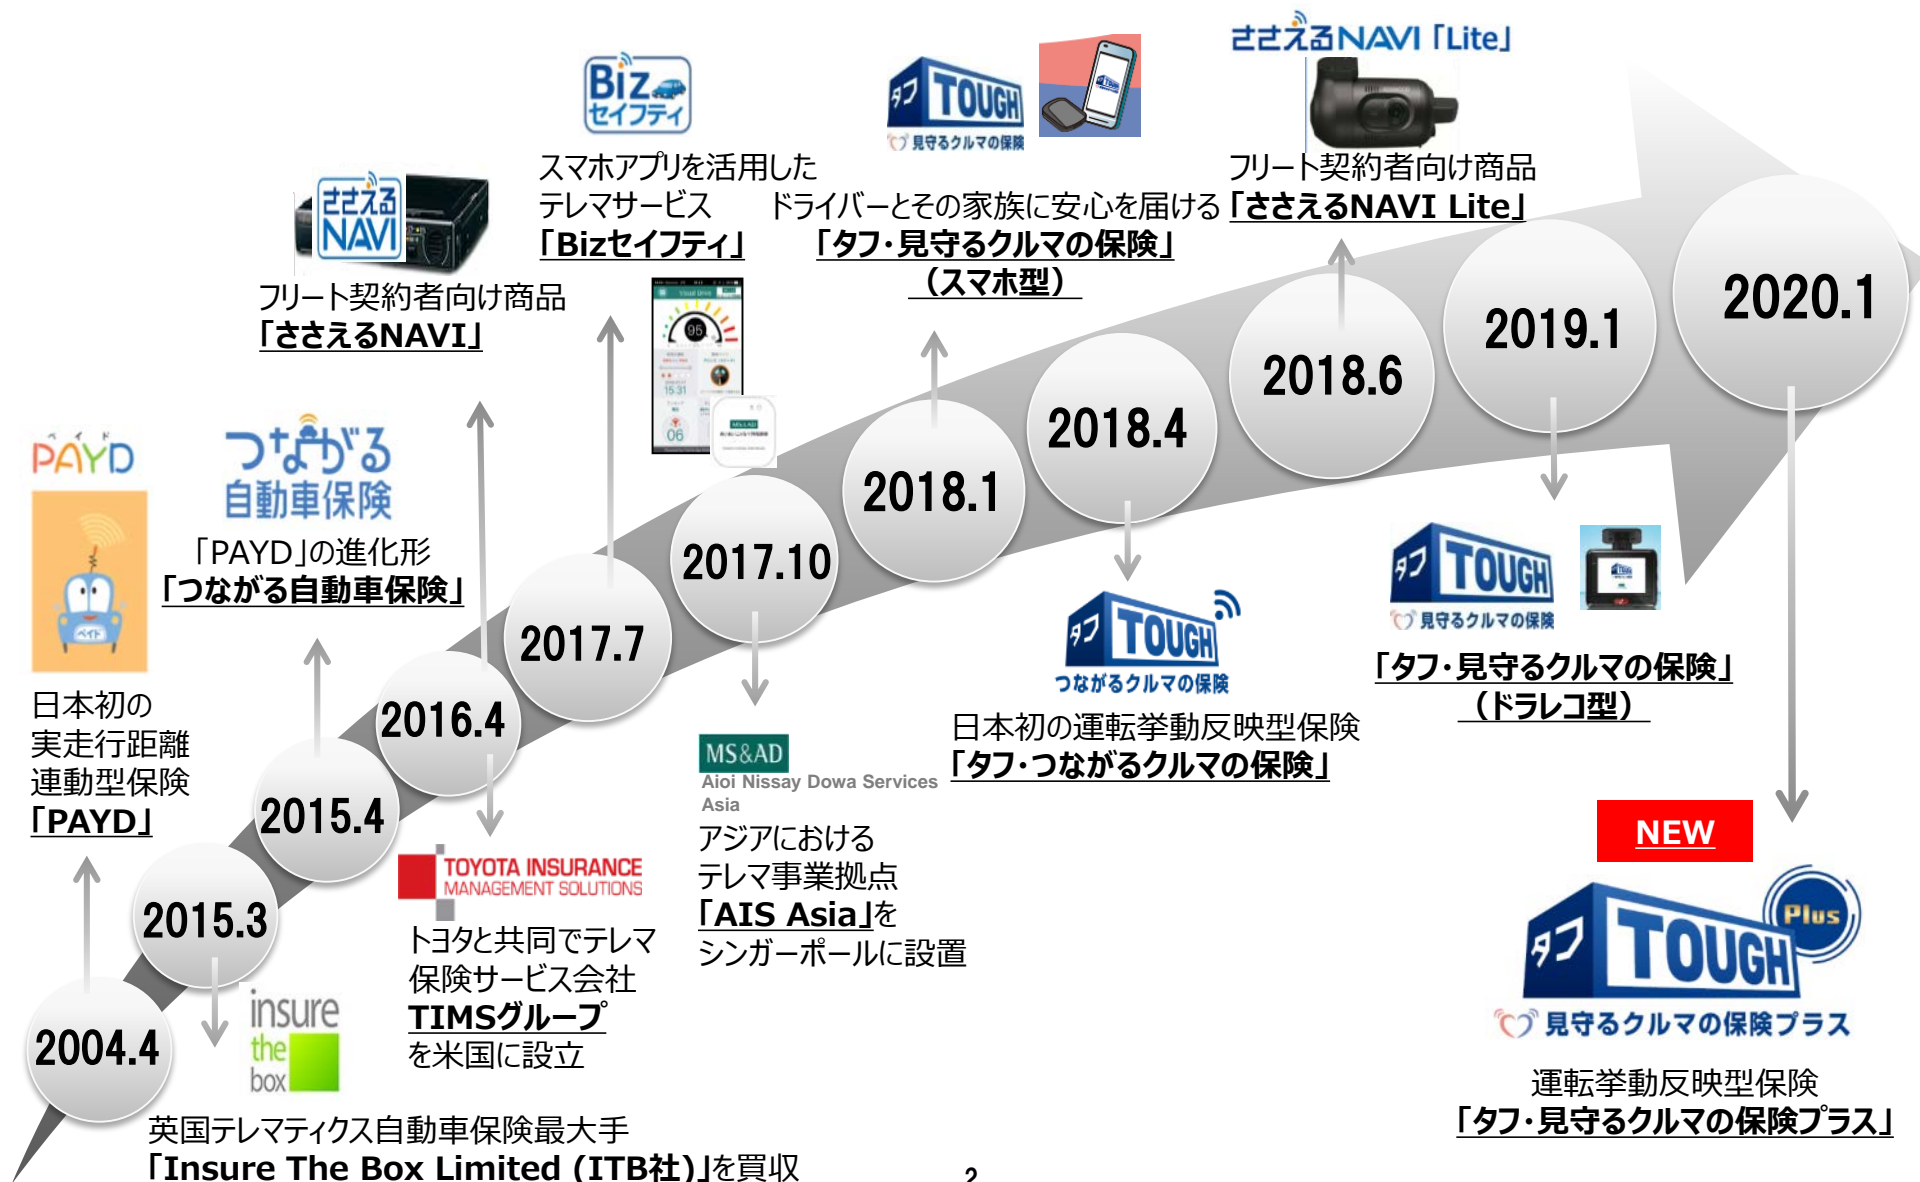 ペイド
PAYD
ペイド
日本初の
実走行距離
連動型保険
「PAYD」
2004.4
2015.3
insure
the
box
英国テレマティクス自動車保険最大手
「Insure The Box Limited (ITB社)」を買収
つながる
自動車保険
「PAYD」の進化形
「つながる自動車保険」
2015.4
ささえる
NAVI
フリート契約者向け商品
「ささえるNAVI」
2016.4
TOYOTA INSURANCE
MANAGEMENT SOLUTIONS
トヨタと共同でテレマ
保険サービス会社
TIMSグループ
を米国に設立
Biz
セイフティ
スマホアプリを活用した
テレマサービス
「Bizセイフティ」
Visual Drive
95
15:31
06
MS&AD
2017.7
2017.10
MS&AD
Aioi Nissay Dowa Services
Asia
アジアにおける
テレマ事業拠点
「AIS Asia」を
シンガーポールに設置
タフ TOUGH
見守るクルマの保険
ドライバーとその家族に安心を届ける
「タフ・見守るクルマの保険」
（スマホ型）
2018.1
2018.4
タフ TOUGH
つながるクルマの保険
日本初の運転挙動反映型保険
「タフ・つながるクルマの保険」
ささえるNAVI「Lite」
フリート契約者向け商品
「ささえるNAVI Lite」
2018.6
2019.1
タフ TOUGH
見守るクルマの保険
「タフ・見守るクルマの保険」
（ドラレコ型）
2020.1
NEW
タフ TOUGH
Plus
見守るクルマの保険プラス
運転挙動反映型保険
「タフ・見守るクルマの保険プラス」
2